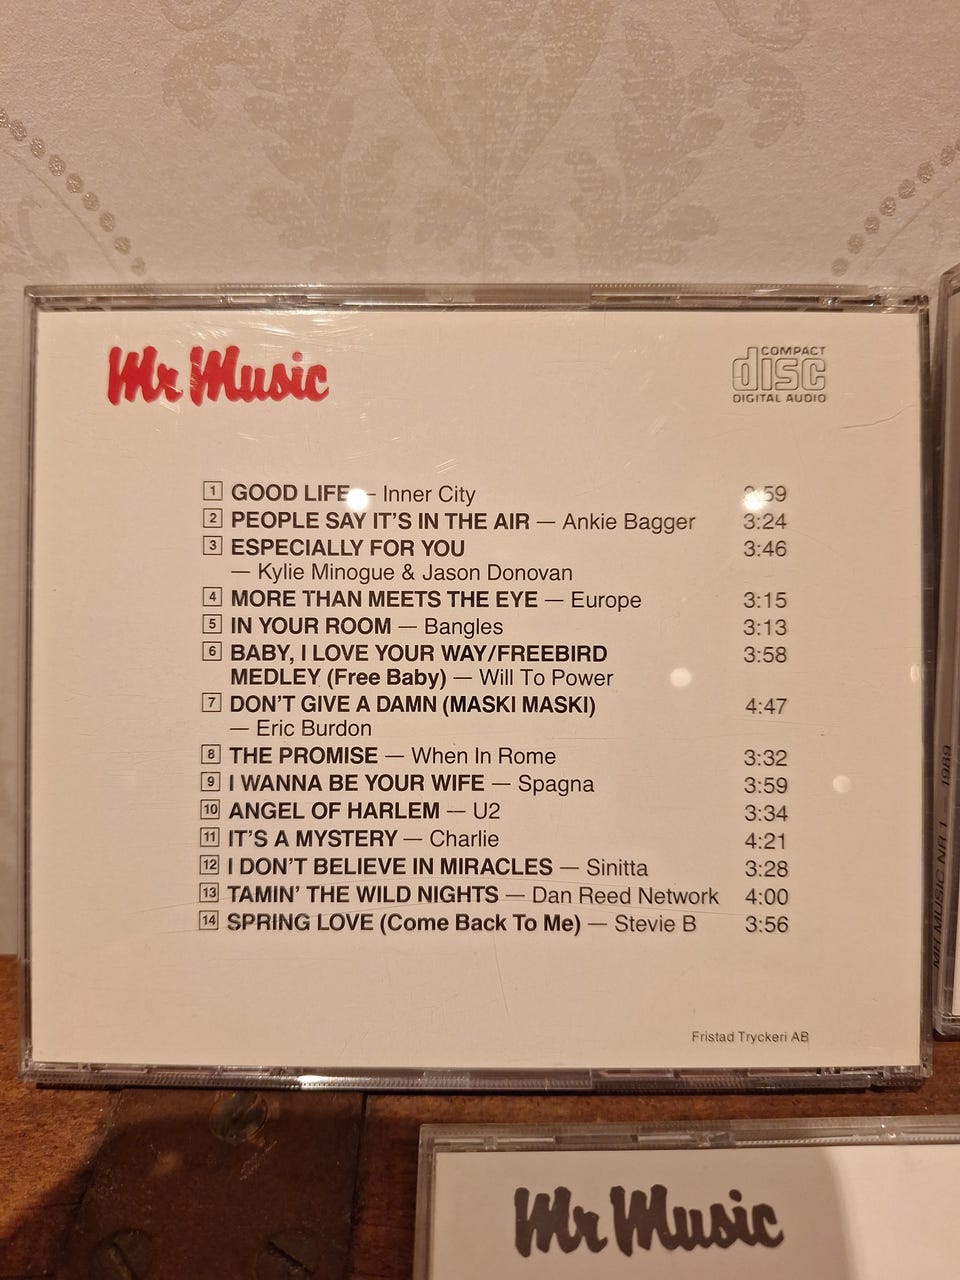 Mr Music
COMPACT
disc
DIGITAL AUDIO
1 GOOD LIFE — Inner City :59
2 PEOPLE SAY IT'S IN THE AIR — Ankie Bagger 3:24
3 ESPECIALLY FOR YOU 3:46
— Kylie Minogue & Jason Donovan
4 MORE THAN MEETS THE EYE — Europe 3:15
5 IN YOUR ROOM — Bangles 3:13
6 BABY, I LOVE YOUR WAY/FREEBIRD 3:58
MEDLEY (Free Baby) — Will To Power
7 DON'T GIVE A DAMN (MASKI MASKI) 4:47
— Eric Burdon
8 THE PROMISE — When In Rome 3:32
9 I WANNA BE YOUR WIFE — Spagna 3:59
10 ANGEL OF HARLEM — U2 3:34
11 IT'S A MYSTERY — Charlie 4:21
12 I DON'T BELIEVE IN MIRACLES — Sinitta 3:28
13 TAMIN' THE WILD NIGHTS — Dan Reed Network 4:00
14 SPRING LOVE (Come Back To Me) — Stevie B 3:56
Fristad Tryckeri AB
MR MUSIC NR 1 — 1989
Mr Music